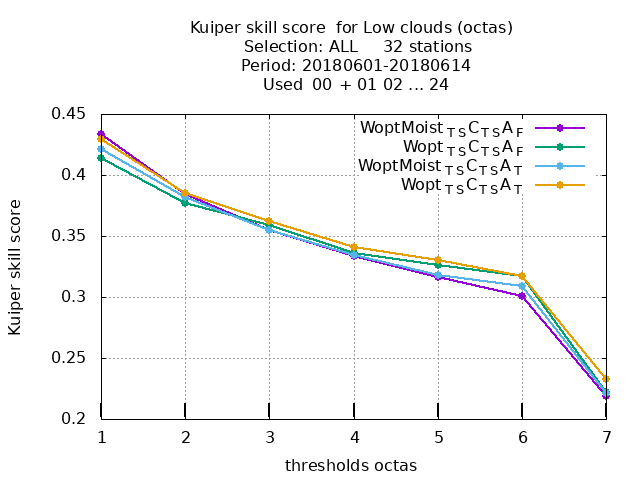 Kuiper skill score  for Low clouds (octas)
Selection: ALL     32 stations
Period: 20180601-20180614
Used  00  + 01 02 ... 24
WoptMoist TS C TS A F
Wopt TS C TS A F
WoptMoist TS C TS A T
Wopt TS C TS A T
0.45
0.4
0.35
0.3
0.25
0.2
Kuiper skill score
1 2 3 4 5 6 7
thresholds octas